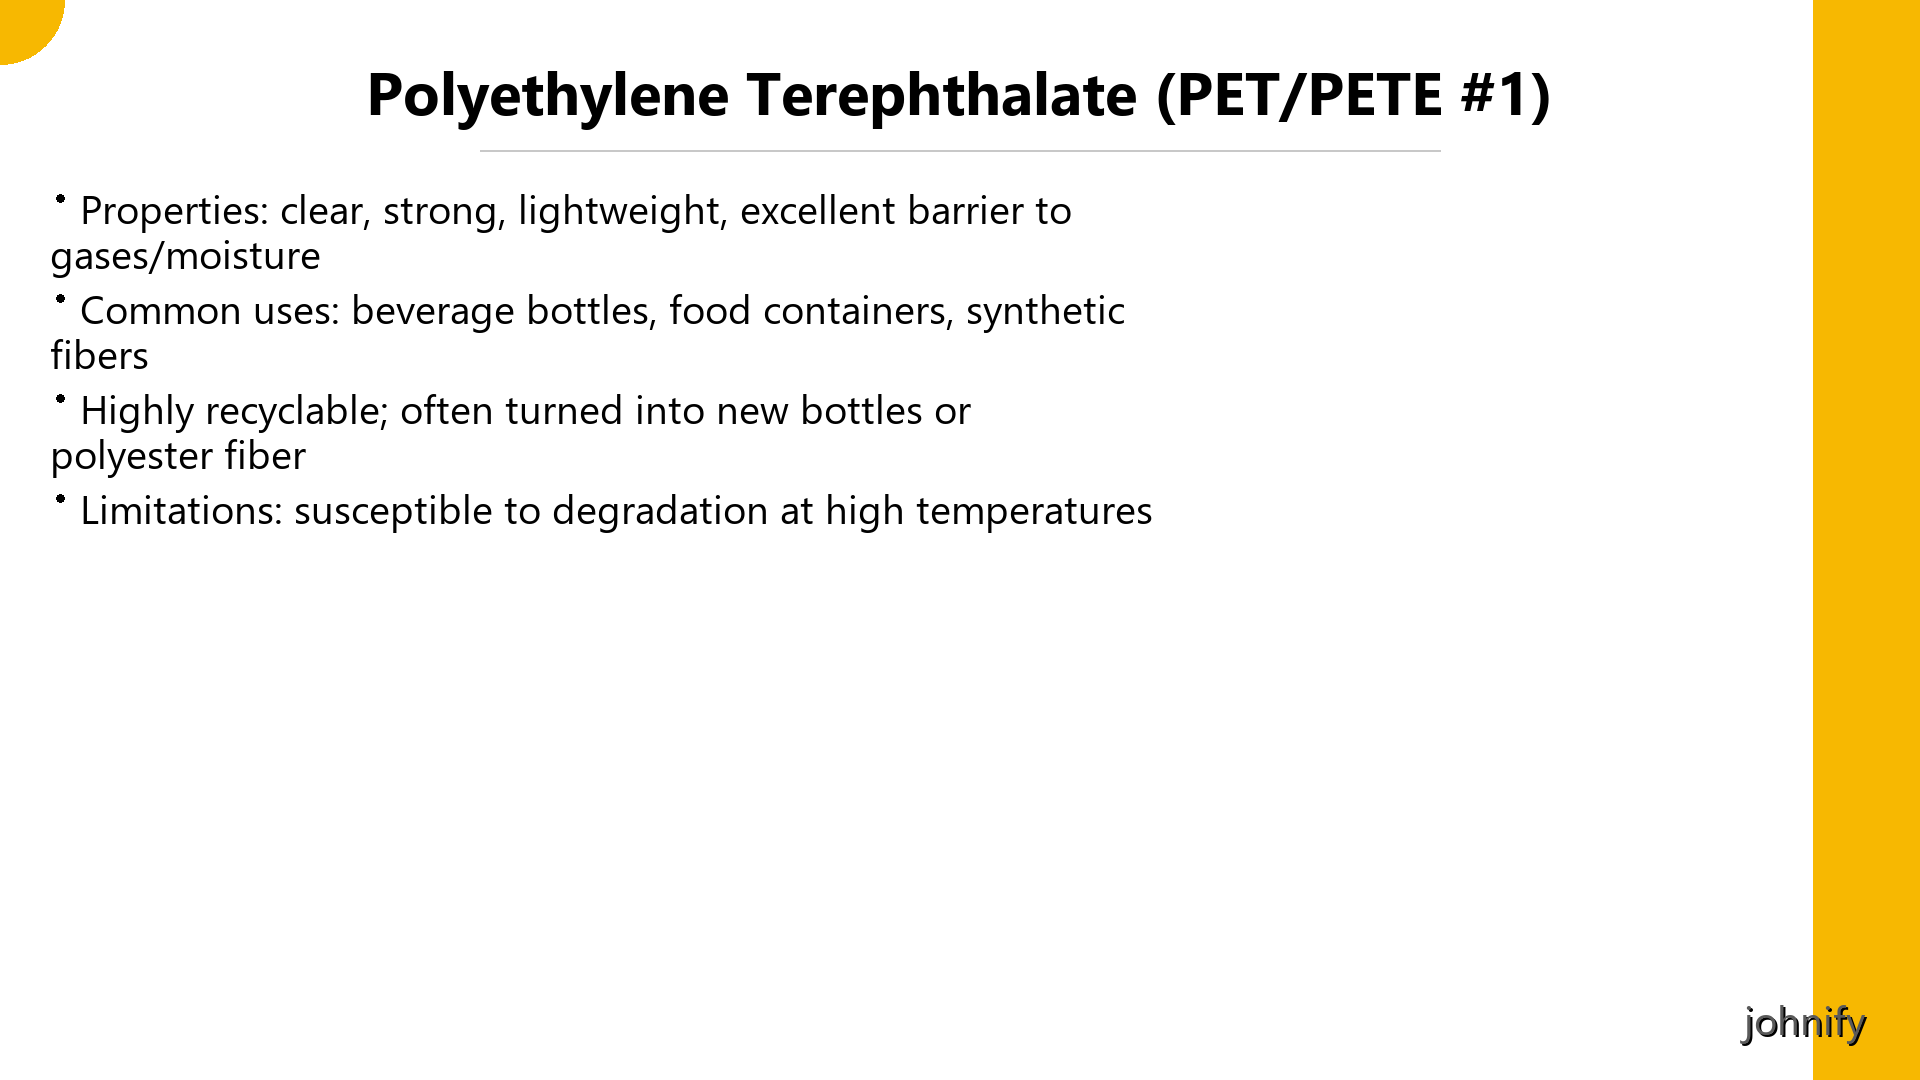 Polyethylene Terephthalate (PET/PETE #1)
• Properties: clear, strong, lightweight, excellent barrier to
gases/moisture
• Common uses: beverage bottles, food containers, synthetic
fibers
• Highly recyclable; often turned into new bottles or
polyester fiber
• Limitations: susceptible to degradation at high temperatures
johnify